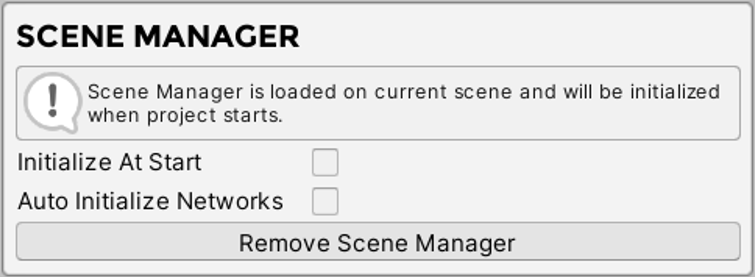 SCENE MANAGER
Scene Manager is loaded on current scene and will be initialized
when project starts.
Initialize At Start
Auto Initialize Networks
Remove Scene Manager